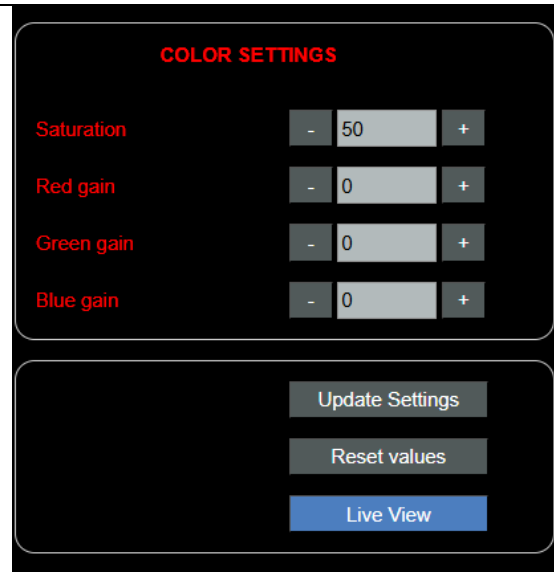 COLOR SETTINGS
Saturation - 50 +
Red gain - 0 +
Green gain - 0 +
Blue gain - 0 +
Update Settings
Reset values
Live View